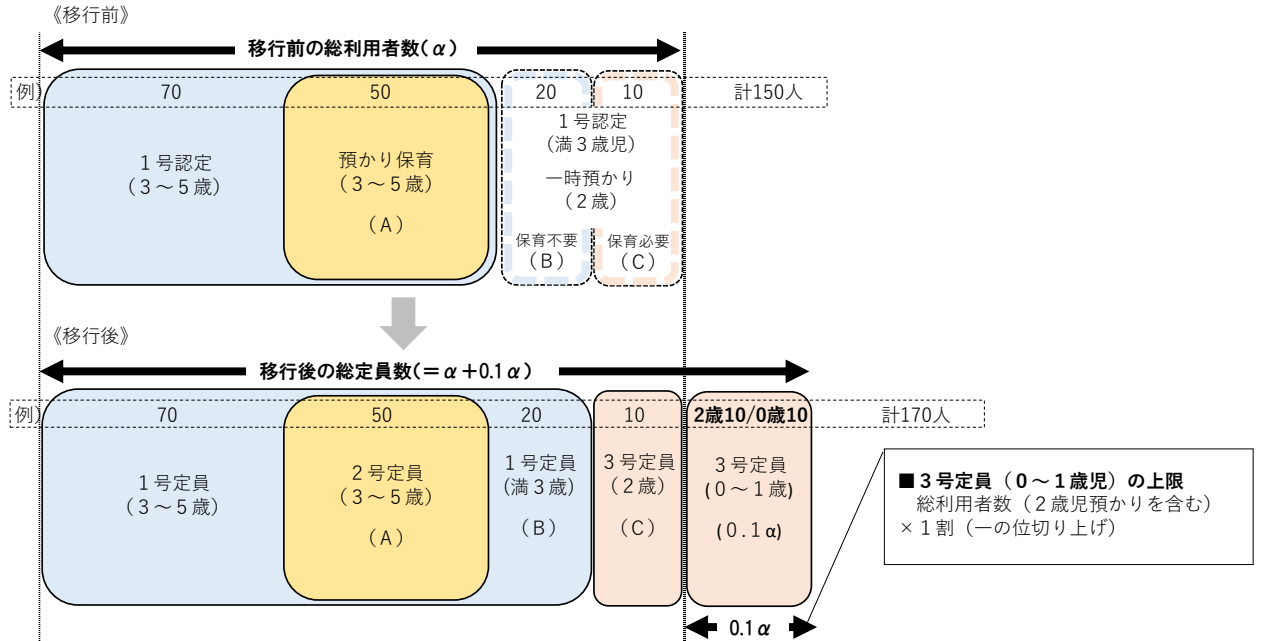 《移行前》
移行前の総利用者数(α)
例) 70 50 20 10 計150人
1号認定
(3～5歳)
預かり保育
(3～5歳)
(A)
1号認定
(満3歳児)
一時預かり
(2歳)
保育不要
(B)
保育必要
(C)
《移行後》
移行後の総定員数(＝α+0.1α)
例) 70 50 20 10 2歳10/0歳10 計170人
1号定員
(3～5歳)
2号定員
(3～5歳)
(A)
1号定員
(満3歳)
(B)
3号定員
(2歳)
(C)
3号定員
(0～1歳)
(0.1α)
■3号定員(0～1歳児)の上限
総利用者数(2歳児預かりを含む)
×1割(一の位切り上げ)
0.1α